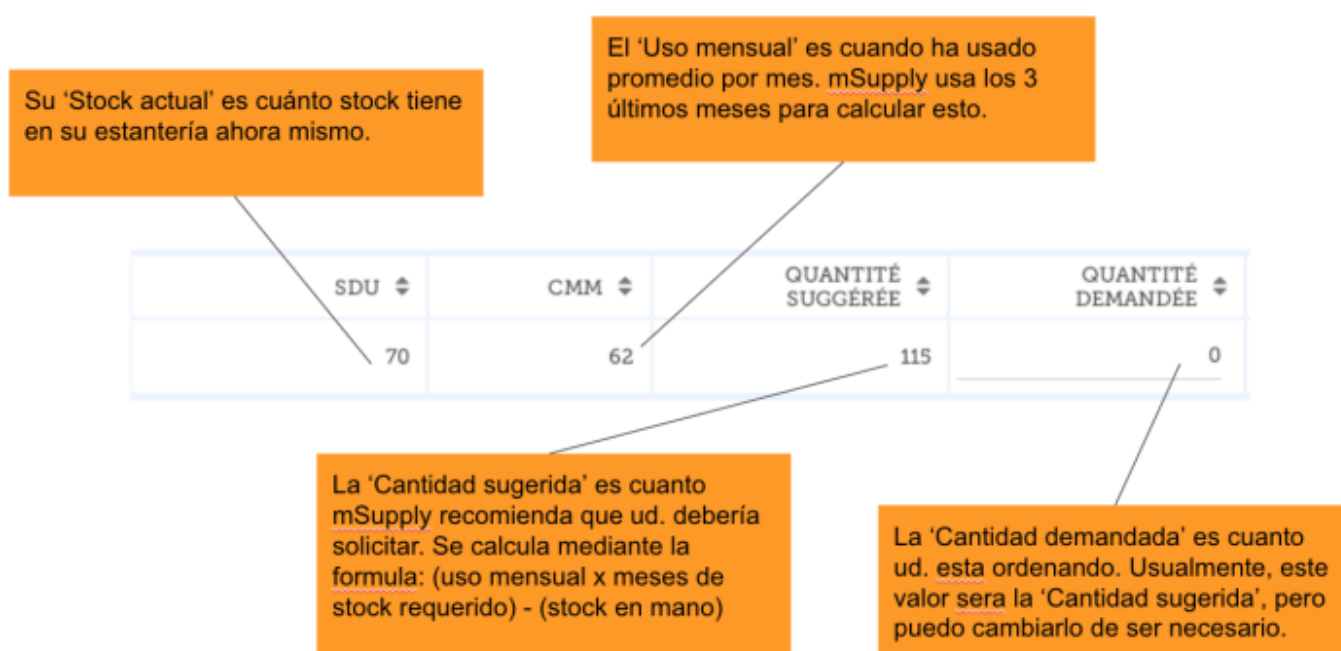 El 'Uso mensual' es cuando ha usado
promedio por mes. mSupply usa los 3
últimos meses para calcular esto.
Su 'Stock actual' es cuánto stock tiene
en su estantería ahora mismo.
SDU CMM QUANTITÉ SUGGÉRÉE QUANTITÉ DEMANDÉE
70 62 115 0
La 'Cantidad sugerida' es cuanto
mSupply recomienda que ud. debería
solicitar. Se calcula mediante la
formula: (uso mensual x meses de
stock requerido) - (stock en mano)
La 'Cantidad demandada' es cuanto
ud. esta ordenando. Usualmente, este
valor sera la 'Cantidad sugerida', pero
puedo cambiarlo de ser necesario.